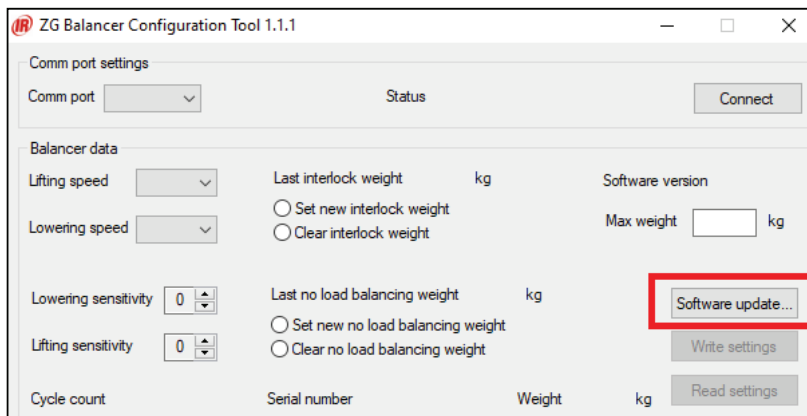 IR ZG Balancer Configuration Tool 1.1.1
Comm port settings
Comm port Status Connect
Balancer data
Lifting speed Last interlock weight kg Software version
Set new interlock weight
Lowering speed Clear interlock weight Max weight kg
Lowering sensitivity 0 Last no load balancing weight kg Software update...
Set new no load balancing weight
Lifting sensitivity 0 Clear no load balancing weight Write settings
Read settings
Cycle count Serial number Weight kg